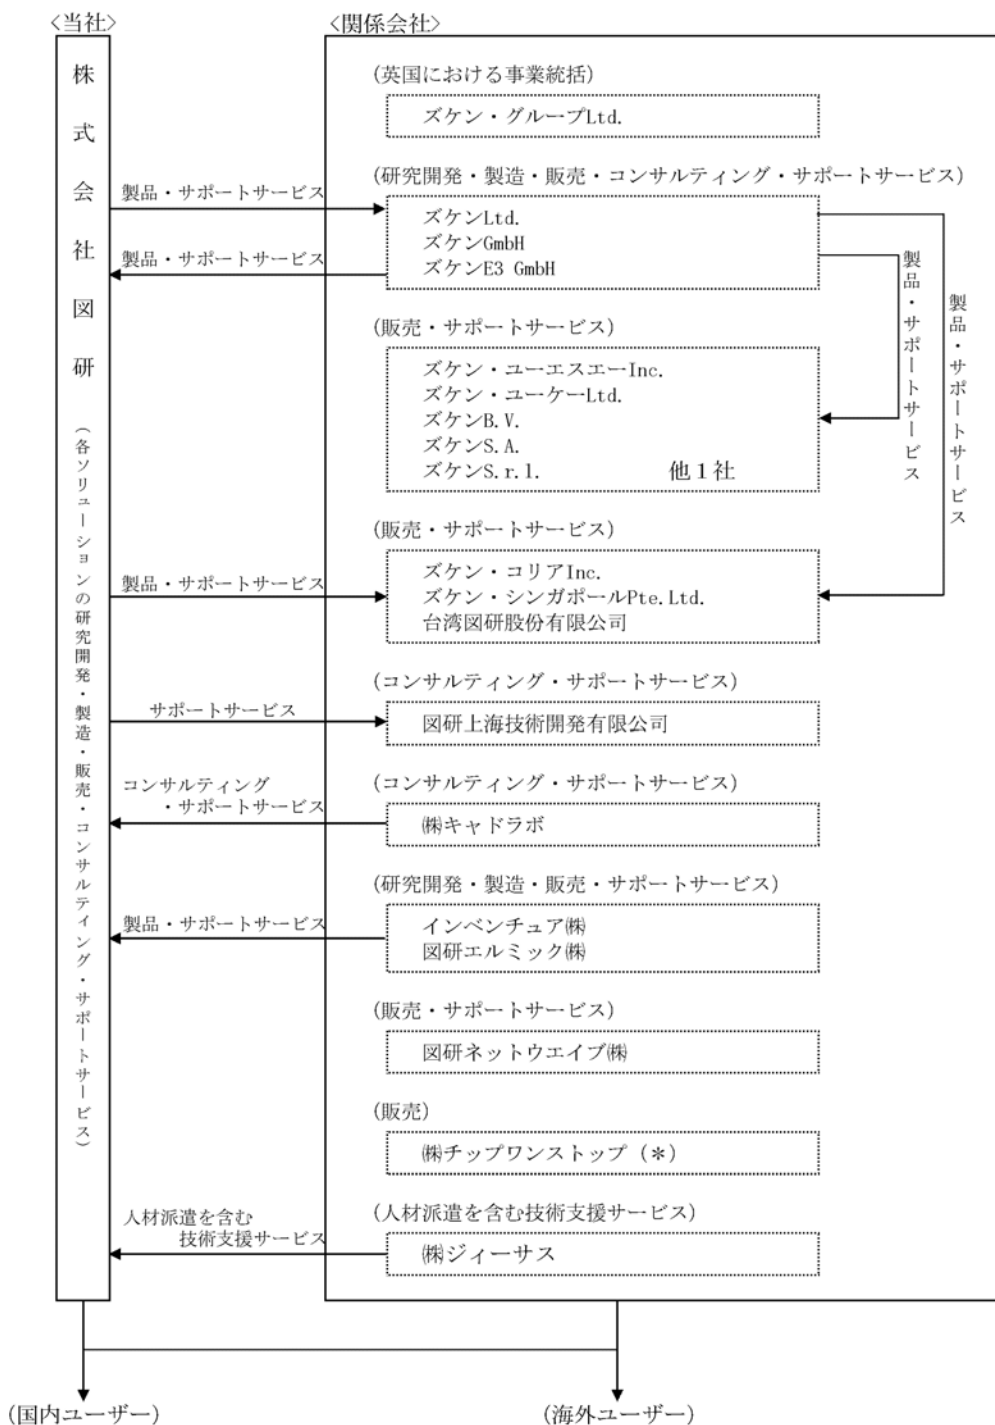 <当社>
<関係会社>
株式会社図研
(各ソリューションの研究開発・製造・販売・コンサルティング・サポートサービス)
(英国における事業統括)
ズケン・グループLtd.
(研究開発・製造・販売・コンサルティング・サポートサービス)
製品・サポートサービス
ズケンLtd.
ズケンGmbH
製品・サポートサービス
ズケンE3 GmbH
製品・サポートサービス
製品・サポートサービス
(販売・サポートサービス)
ズケン・ユーエスエーInc.
ズケン・ユーケーLtd.
ズケンB.V.
ズケンS.A.
ズケンS.r.l. 他1社
(販売・サポートサービス)
製品・サポートサービス
ズケン・コリアInc.
ズケン・シンガポールPte.Ltd.
台湾図研股份有限公司
(コンサルティング・サポートサービス)
サポートサービス
図研上海技術開発有限公司
(コンサルティング・サポートサービス)
コンサルティング
・サポートサービス
㈱キャドラボ
(研究開発・製造・販売・サポートサービス)
製品・サポートサービス
インベンチュア㈱
図研エルミック㈱
(販売・サポートサービス)
図研ネットウエイブ㈱
(販売)
㈱チップワンストップ(＊)
(人材派遣を含む技術支援サービス)
人材派遣を含む
技術支援サービス
㈱ジィーサス
(国内ユーザー)
(海外ユーザー)